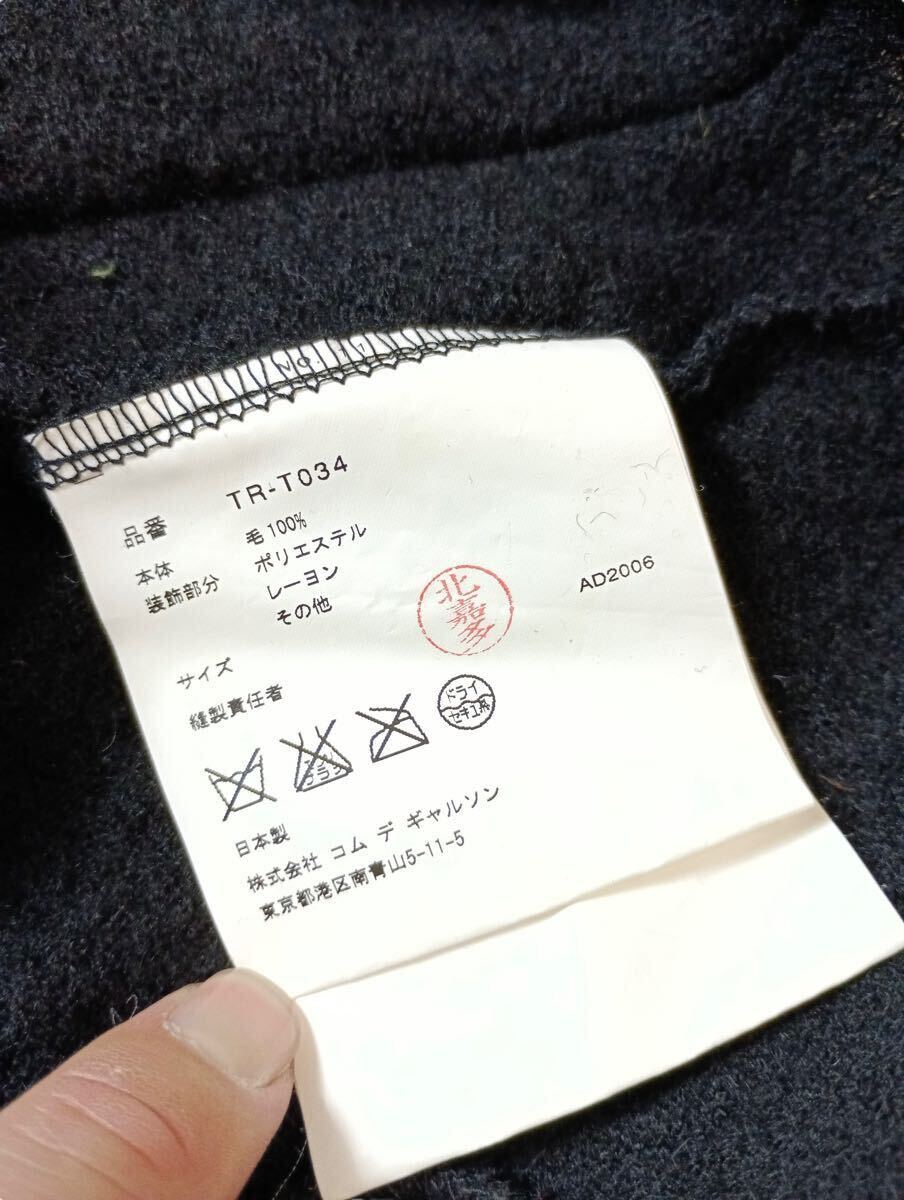 品番 TR-T034
本体 毛100%
装飾部分 ポリエステル
レーヨン
その他
AD2006
北嘉多
サイズ
縫製責任者
ドライ
セキユ系
日本製
株式会社 コム デ ギャルソン
東京都港区南青山5-11-5